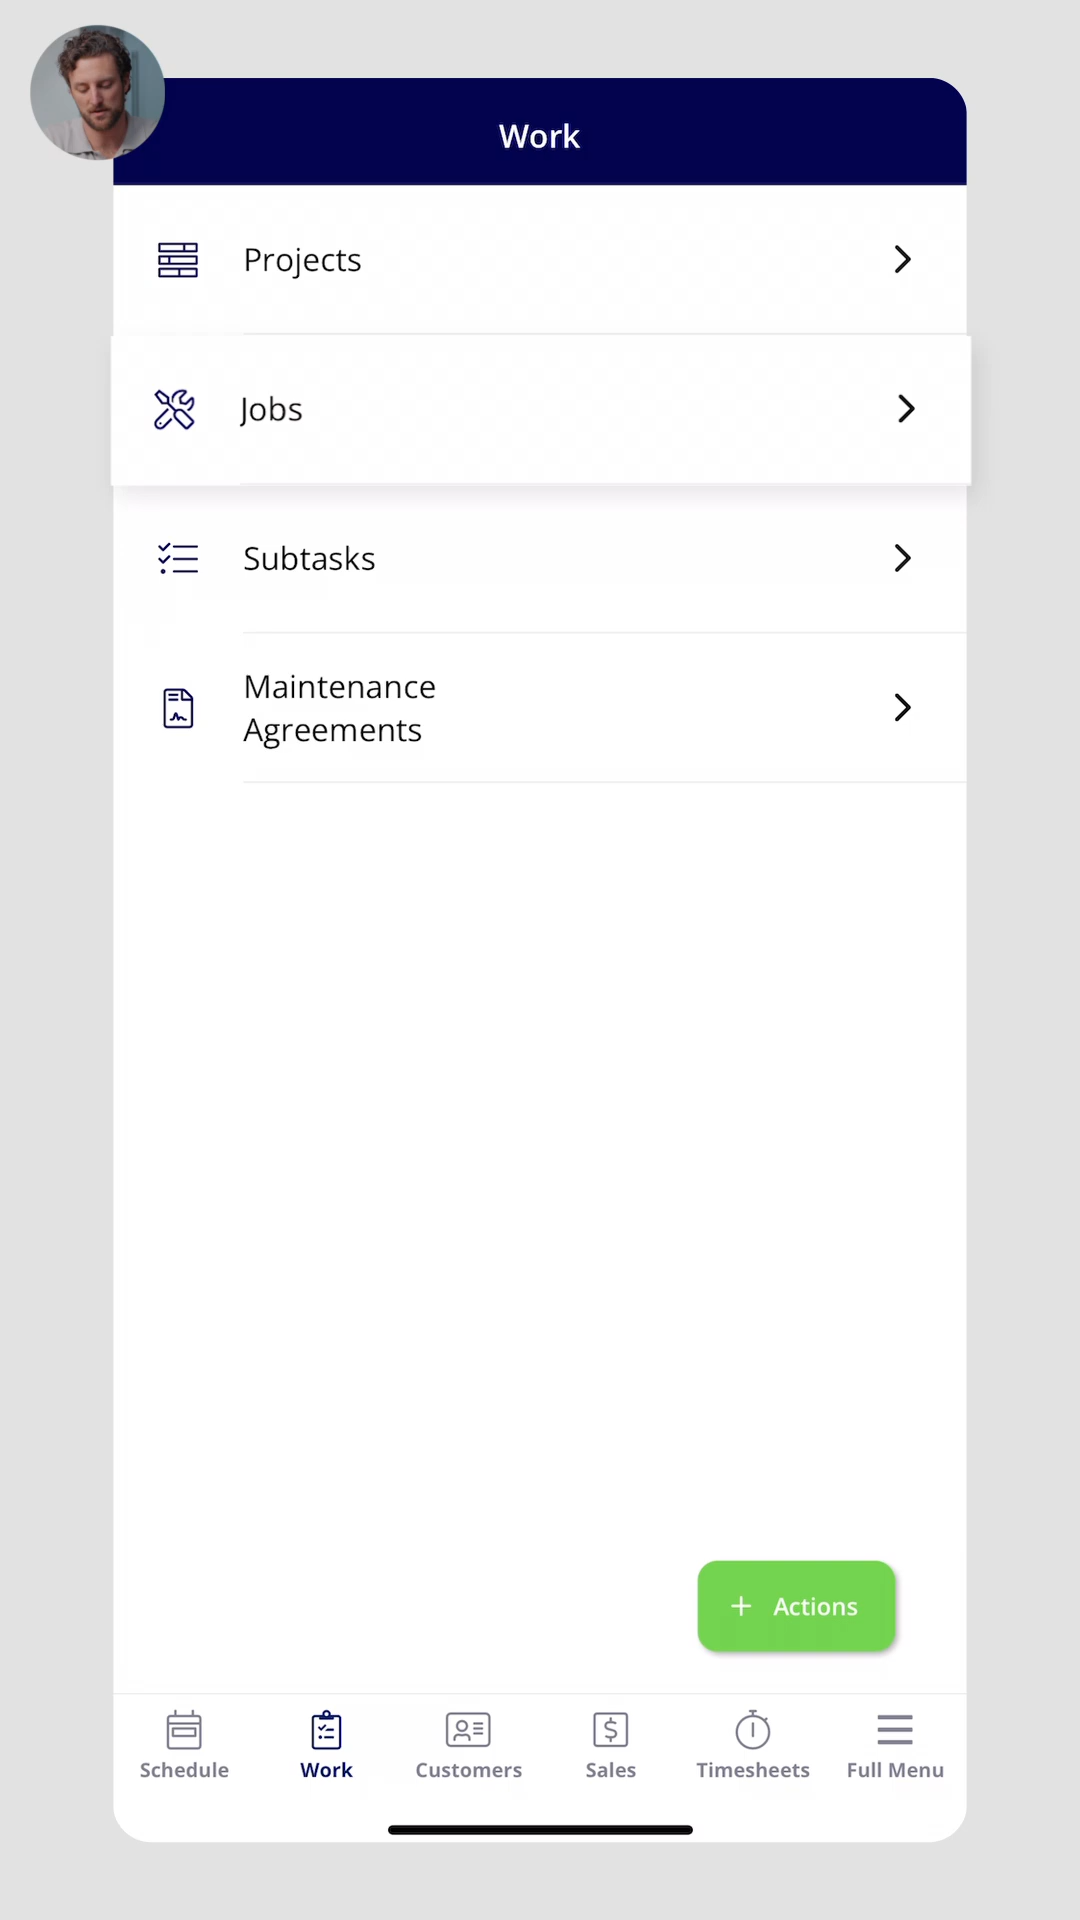 Work
Projects
Jobs
Subtasks
Maintenance
Agreements
+ Actions
Schedule
Work
Customers
Sales
Timesheets
Full Menu